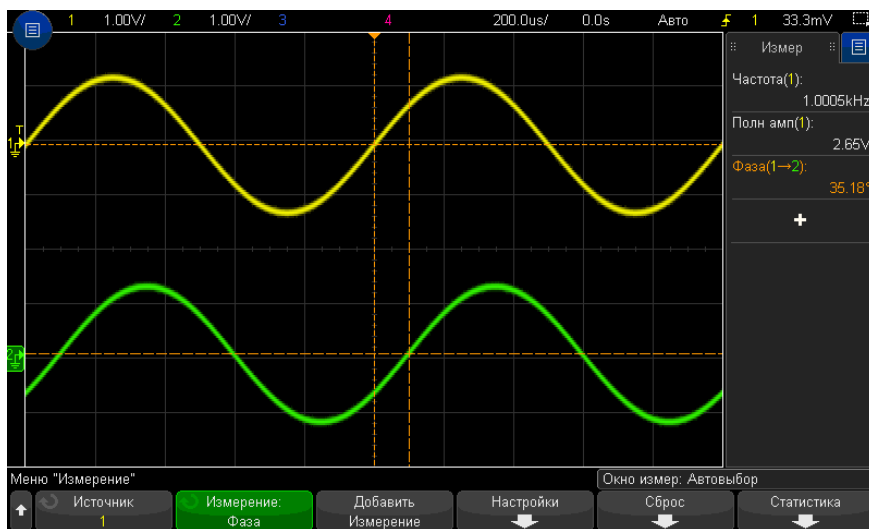 1 1.00V/ 2 1.00V/ 3 4 200.0us/ 0.0s Авто 1 33.3mV
Измер
Частота(1):
1.0005kHz
Полн амп(1):
2.65V
Фаза(1→2):
35.18°
+
T
1
2
Меню "Измерение"
Окно измер: Автовыбор
Источник
1
Измерение:
Фаза
Добавить
Измерение
Настройки
Сброс
Статистика